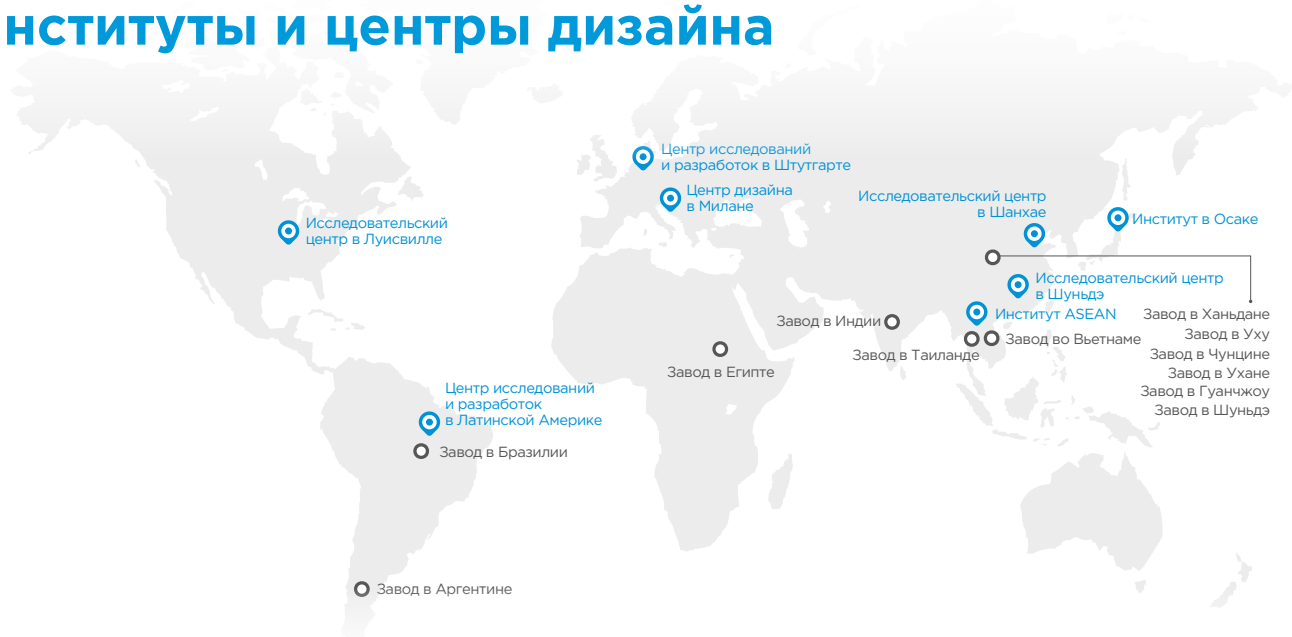 нституты и центры дизайна
Центр исследований
и разработок в Штутгарте
Центр дизайна
в Милане
Исследовательский
центр в Луисвилле
Исследовательский центр
в Шанхае
Институт в Осаке
Исследовательский центр
в Шуньдэ
Институт ASEAN
Завод в Индии
Завод во Вьетнаме
Завод в Таиланде
Завод в Египте
Завод в Ханьдане
Завод в Уху
Завод в Чунцине
Завод в Ухане
Завод в Гуанчжоу
Завод в Шуньдэ
Центр исследований
и разработок
в Латинской Америке
Завод в Бразилии
Завод в Аргентине